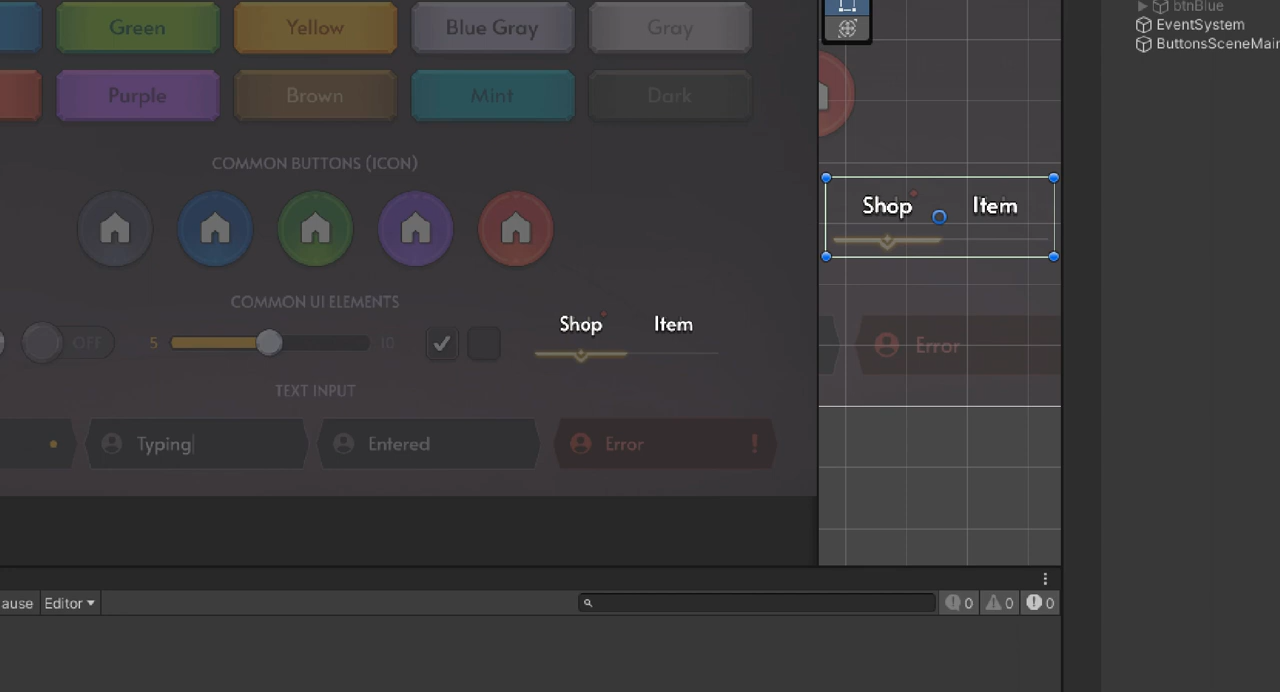 Green Yellow Blue Gray Gray
Purple Brown Mint Dark
COMMON BUTTONS (ICON)
COMMON UI ELEMENTS
OFF 5 10 Shop Item
TEXT INPUT
Typing Entered Error !
Shop Item
Error
btnBlue
EventSystem
ButtonsSceneMain
ause Editor 0 0 0